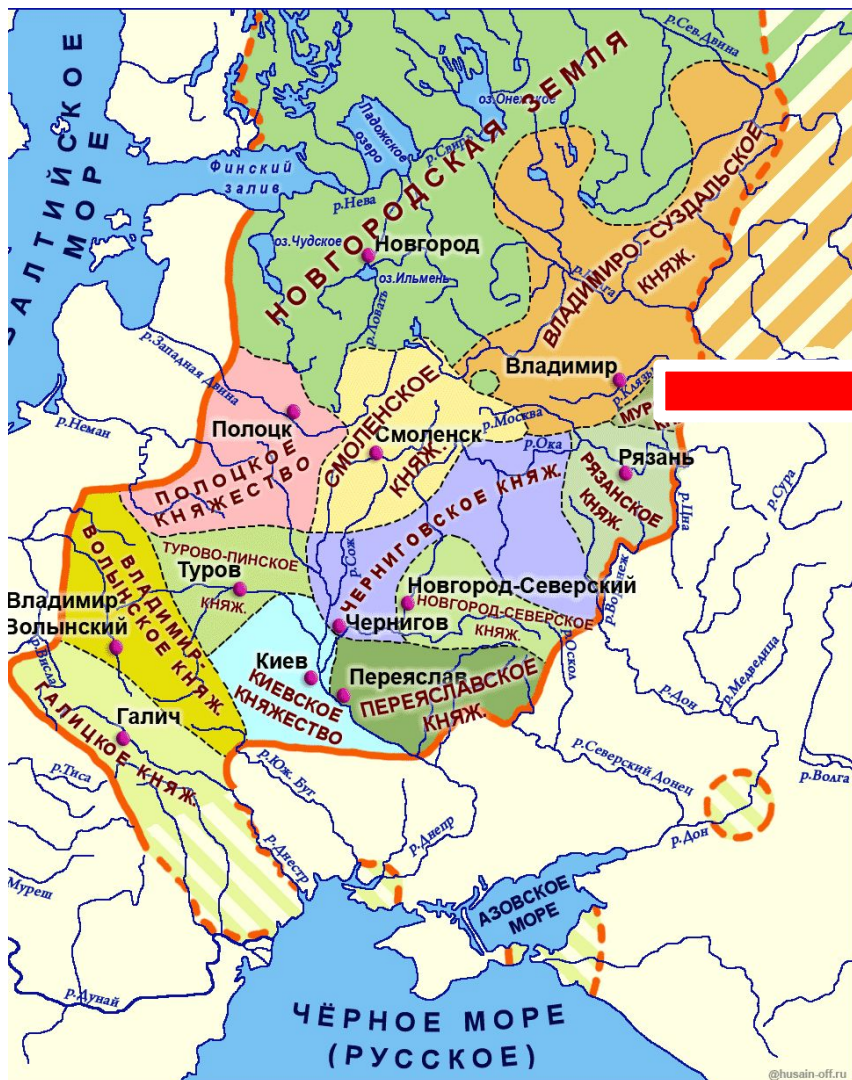 р.Сев.Двина
БАЛТИЙСКОЕ
МОРЕ
НОВГОРОДСКАЯ ЗЕМЛЯ
оз.Онежское
Ладожское
озеро
р.Свирь
Финский
залив
р.Нева
оз.Чудское
Новгород
оз.Ильмень
р.Ловать
ВЛАДИМИРО-СУЗДАЛЬСКОЕ
КНЯЖ.
р.Западная Двина
Владимир
МУР
р.Неман
Полоцк
ПОЛОЦКОЕ
КНЯЖЕСТВО
СМОЛЕНСКОЕ
КНЯЖ.
Смоленск
р.Москва
р.Ока
Рязань
РЯЗАНСКОЕ
КНЯЖ.
р.Цна
р.Сура
ЧЕРНИГОВСКОЕ КНЯЖ.
р.Сож
ТУРОВО-ПИНСКОЕ
Туров
КНЯЖ.
ВЛАДИМИР-
ВОЛЫНСКОЕ КНЯЖ.
Владимир-
Волынский
Новгород-Северский
НОВГОРОД-СЕВЕРСКОЕ
КНЯЖ.
Чернигов
р.Воронеж
р.Оскол
р.Медведица
р.Дон
р.Висла
Киев
КИЕВСКОЕ
КНЯЖЕСТВО
Переяслав
ПЕРЕЯСЛАВСКОЕ
КНЯЖ.
Галич
ГАЛИЦКОЕ КНЯЖ.
р.Тиса
р.Юж.Буг
р.Северский Донец
р.Волга
р.Днепр
р.Дон
р.Днестр
Муреш
АЗОВСКОЕ
МОРЕ
р.Дунай
ЧЁРНОЕ МОРЕ
(РУССКОЕ)
@husain-off.ru